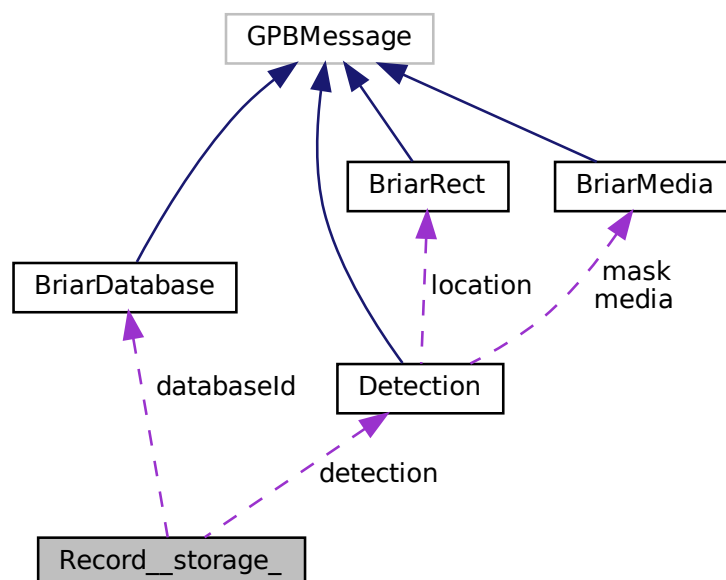 GPBMessage
BriarRect
BriarMedia
BriarDatabase
location
mask
media
databaseId
Detection
detection
Record__storage_